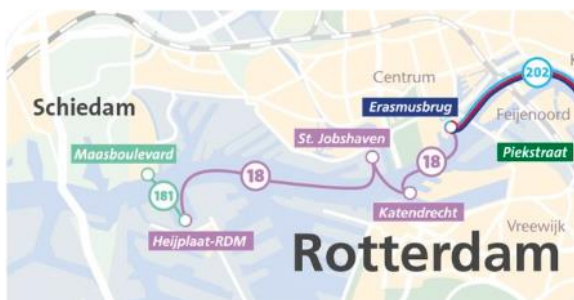 202
Centrum
Schiedam
Erasmusbrug
Feijenoord
St. Jobshaven
Maasboulevard
18
18
Piekstraat
181
Katendrecht
Heijplaat-RDM
Vreewijk
Rotterdam